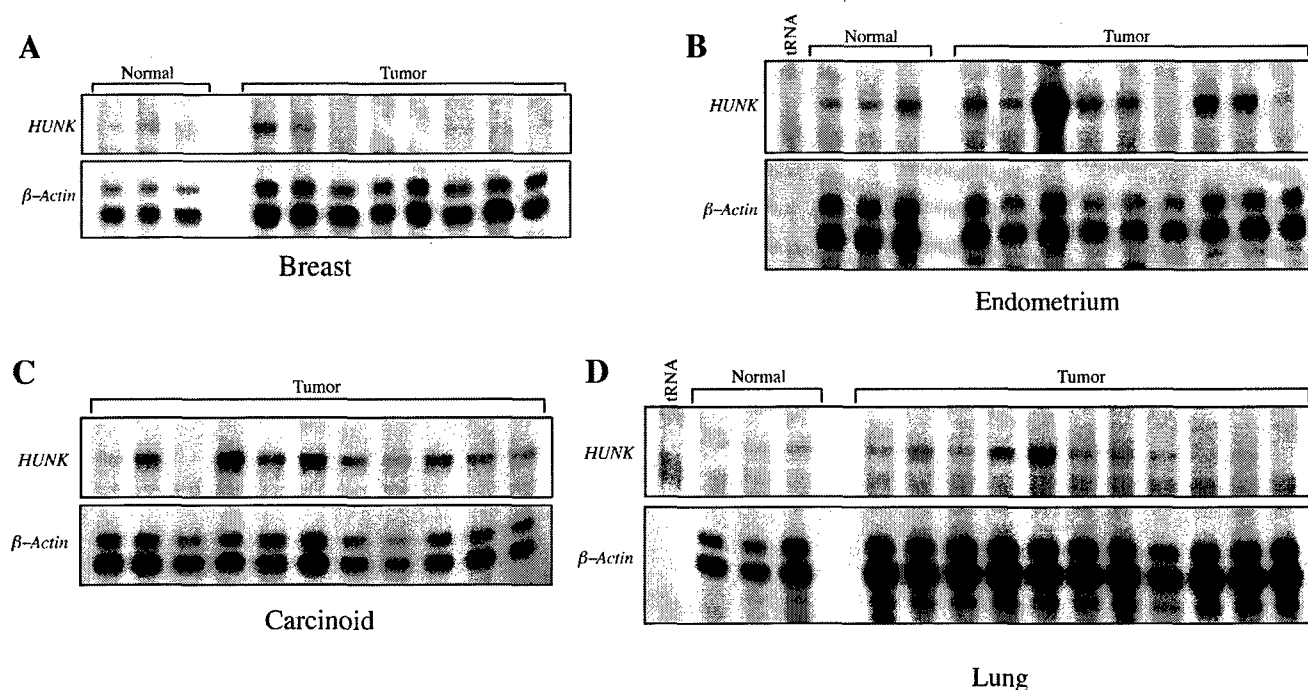 A
Normal
Tumor
HUNK
β–Actin
Breast
B
tRNA
Normal
Tumor
HUNK
β–Actin
Endometrium
C
Tumor
HUNK
β–Actin
Carcinoid
D
tRNA
Normal
Tumor
HUNK
β–Actin
Lung